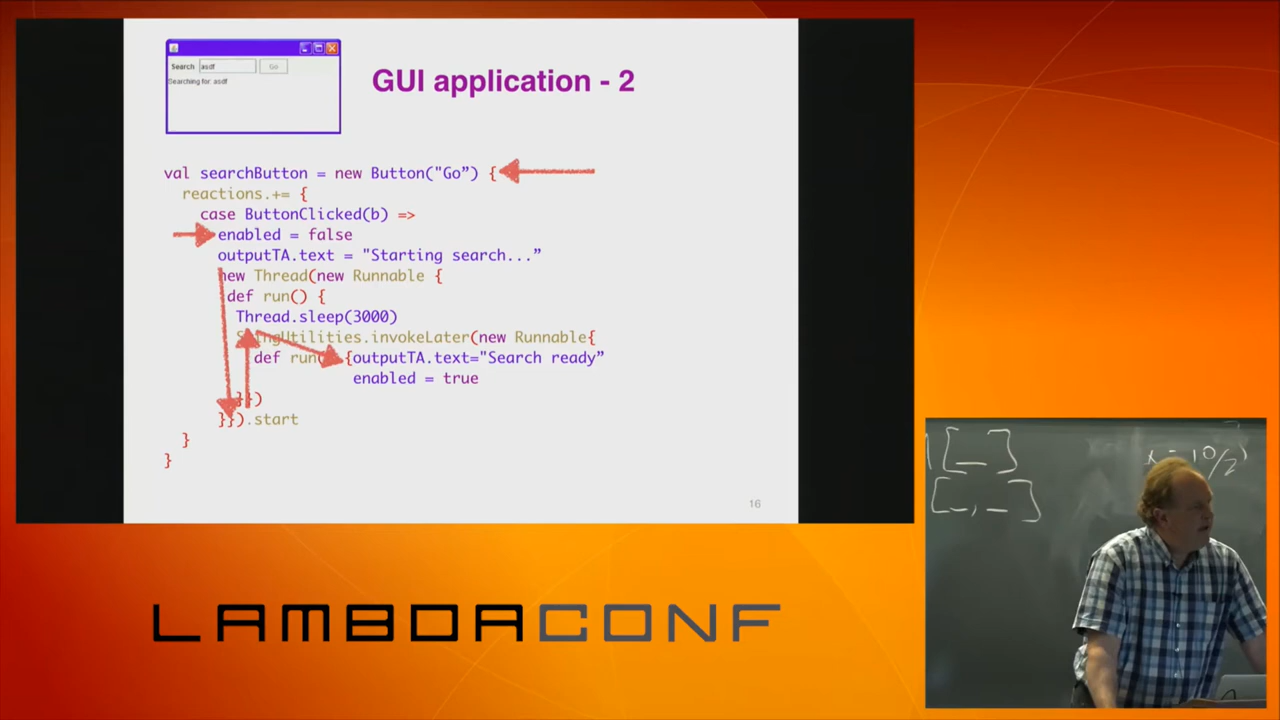 Search asdf Go
Searching for: asdf
GUI application - 2
val searchButton = new Button("Go”) {
reactions.+= {
case ButtonClicked(b) =>
enabled = false
outputTA.text = "Starting search...”
new Thread(new Runnable {
def run() {
Thread.sleep(3000)
invokeLater(new Runnable{
def {outputTA.text="Search ready”
enabled = true
}})
}}).start
}
}
16
[_]
[_,_]
10/2)
LAMBDACONF